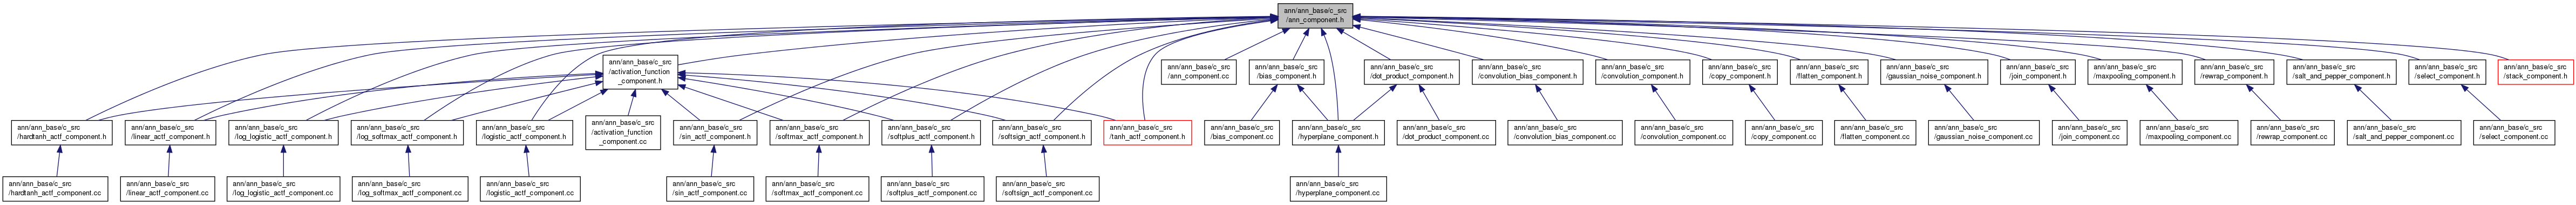 ann/ann_base/c_src
/ann_component.h
ann/ann_base/c_src
/activation_function
_component.h
ann/ann_base/c_src
/ann_component.cc
ann/ann_base/c_src
/bias_component.h
ann/ann_base/c_src
/dot_product_component.h
ann/ann_base/c_src
/convolution_bias_component.h
ann/ann_base/c_src
/convolution_component.h
ann/ann_base/c_src
/copy_component.h
ann/ann_base/c_src
/flatten_component.h
ann/ann_base/c_src
/gaussian_noise_component.h
ann/ann_base/c_src
/join_component.h
ann/ann_base/c_src
/maxpooling_component.h
ann/ann_base/c_src
/rewrap_component.h
ann/ann_base/c_src
/salt_and_pepper_component.h
ann/ann_base/c_src
/select_component.h
ann/ann_base/c_src
/stack_component.h
ann/ann_base/c_src
/hardtanh_actf_component.h
ann/ann_base/c_src
/linear_actf_component.h
ann/ann_base/c_src
/log_logistic_actf_component.h
ann/ann_base/c_src
/log_softmax_actf_component.h
ann/ann_base/c_src
/logistic_actf_component.h
ann/ann_base/c_src
/activation_function
_component.cc
ann/ann_base/c_src
/sin_actf_component.h
ann/ann_base/c_src
/softmax_actf_component.h
ann/ann_base/c_src
/softplus_actf_component.h
ann/ann_base/c_src
/softsign_actf_component.h
ann/ann_base/c_src
/tanh_actf_component.h
ann/ann_base/c_src
/bias_component.cc
ann/ann_base/c_src
/hyperplane_component.h
ann/ann_base/c_src
/dot_product_component.cc
ann/ann_base/c_src
/convolution_bias_component.cc
ann/ann_base/c_src
/convolution_component.cc
ann/ann_base/c_src
/copy_component.cc
ann/ann_base/c_src
/flatten_component.cc
ann/ann_base/c_src
/gaussian_noise_component.cc
ann/ann_base/c_src
/join_component.cc
ann/ann_base/c_src
/maxpooling_component.cc
ann/ann_base/c_src
/rewrap_component.cc
ann/ann_base/c_src
/salt_and_pepper_component.cc
ann/ann_base/c_src
/select_component.cc
ann/ann_base/c_src
/hardtanh_actf_component.cc
ann/ann_base/c_src
/linear_actf_component.cc
ann/ann_base/c_src
/log_logistic_actf_component.cc
ann/ann_base/c_src
/log_softmax_actf_component.cc
ann/ann_base/c_src
/logistic_actf_component.cc
ann/ann_base/c_src
/sin_actf_component.cc
ann/ann_base/c_src
/softmax_actf_component.cc
ann/ann_base/c_src
/softplus_actf_component.cc
ann/ann_base/c_src
/softsign_actf_component.cc
ann/ann_base/c_src
/hyperplane_component.cc